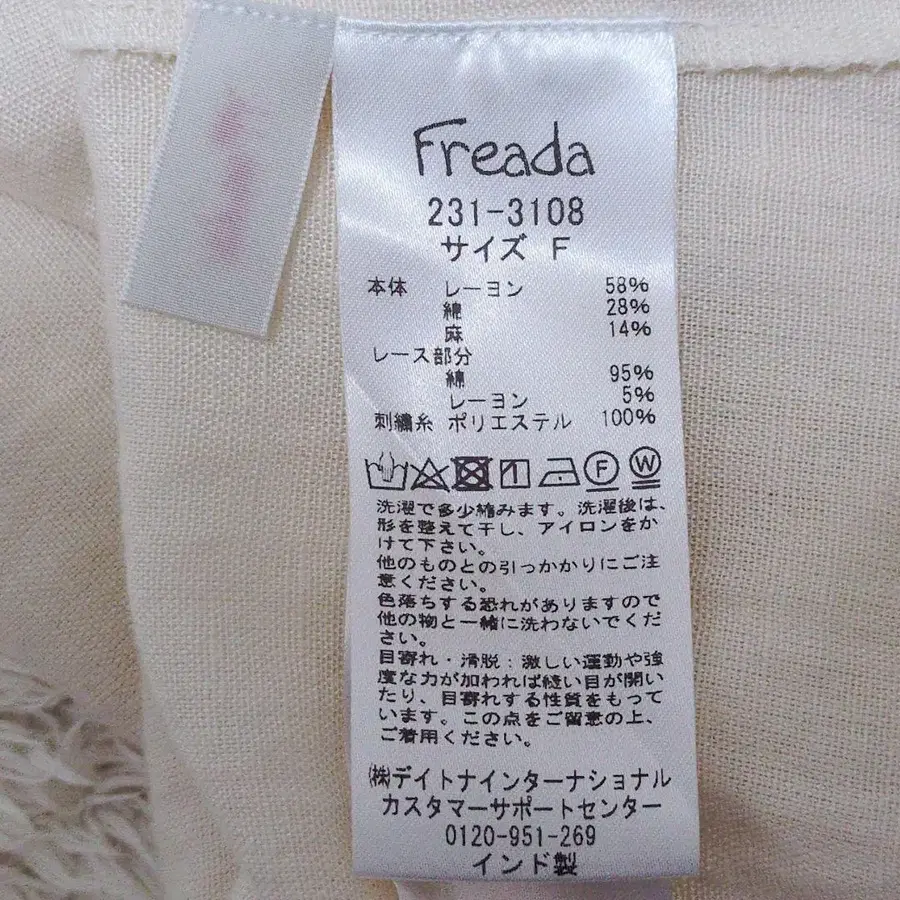 Freada
231-3108
サイズ F
本体 レーヨン 58%
綿 28%
麻 14%
レース部分
綿 95%
レーヨン 5%
刺繍糸 ポリエステル 100%
F W
洗濯で多少縮みます。洗濯後は、
形を整えて干し、アイロンをか
けて下さい。
他のものとの引っかかりにご注
意ください。
色落ちする恐れがありますので
他の物と一緒に洗わないでくだ
さい。
目寄れ・滑脱:激しい運動や強
度な力が加われば縫い目が開い
たり、目寄れする性質をもって
います。この点をご留意の上、
ご着用ください。
㈱デイトナインターナショナル
カスタマーサポートセンター
0120-951-269
インド製